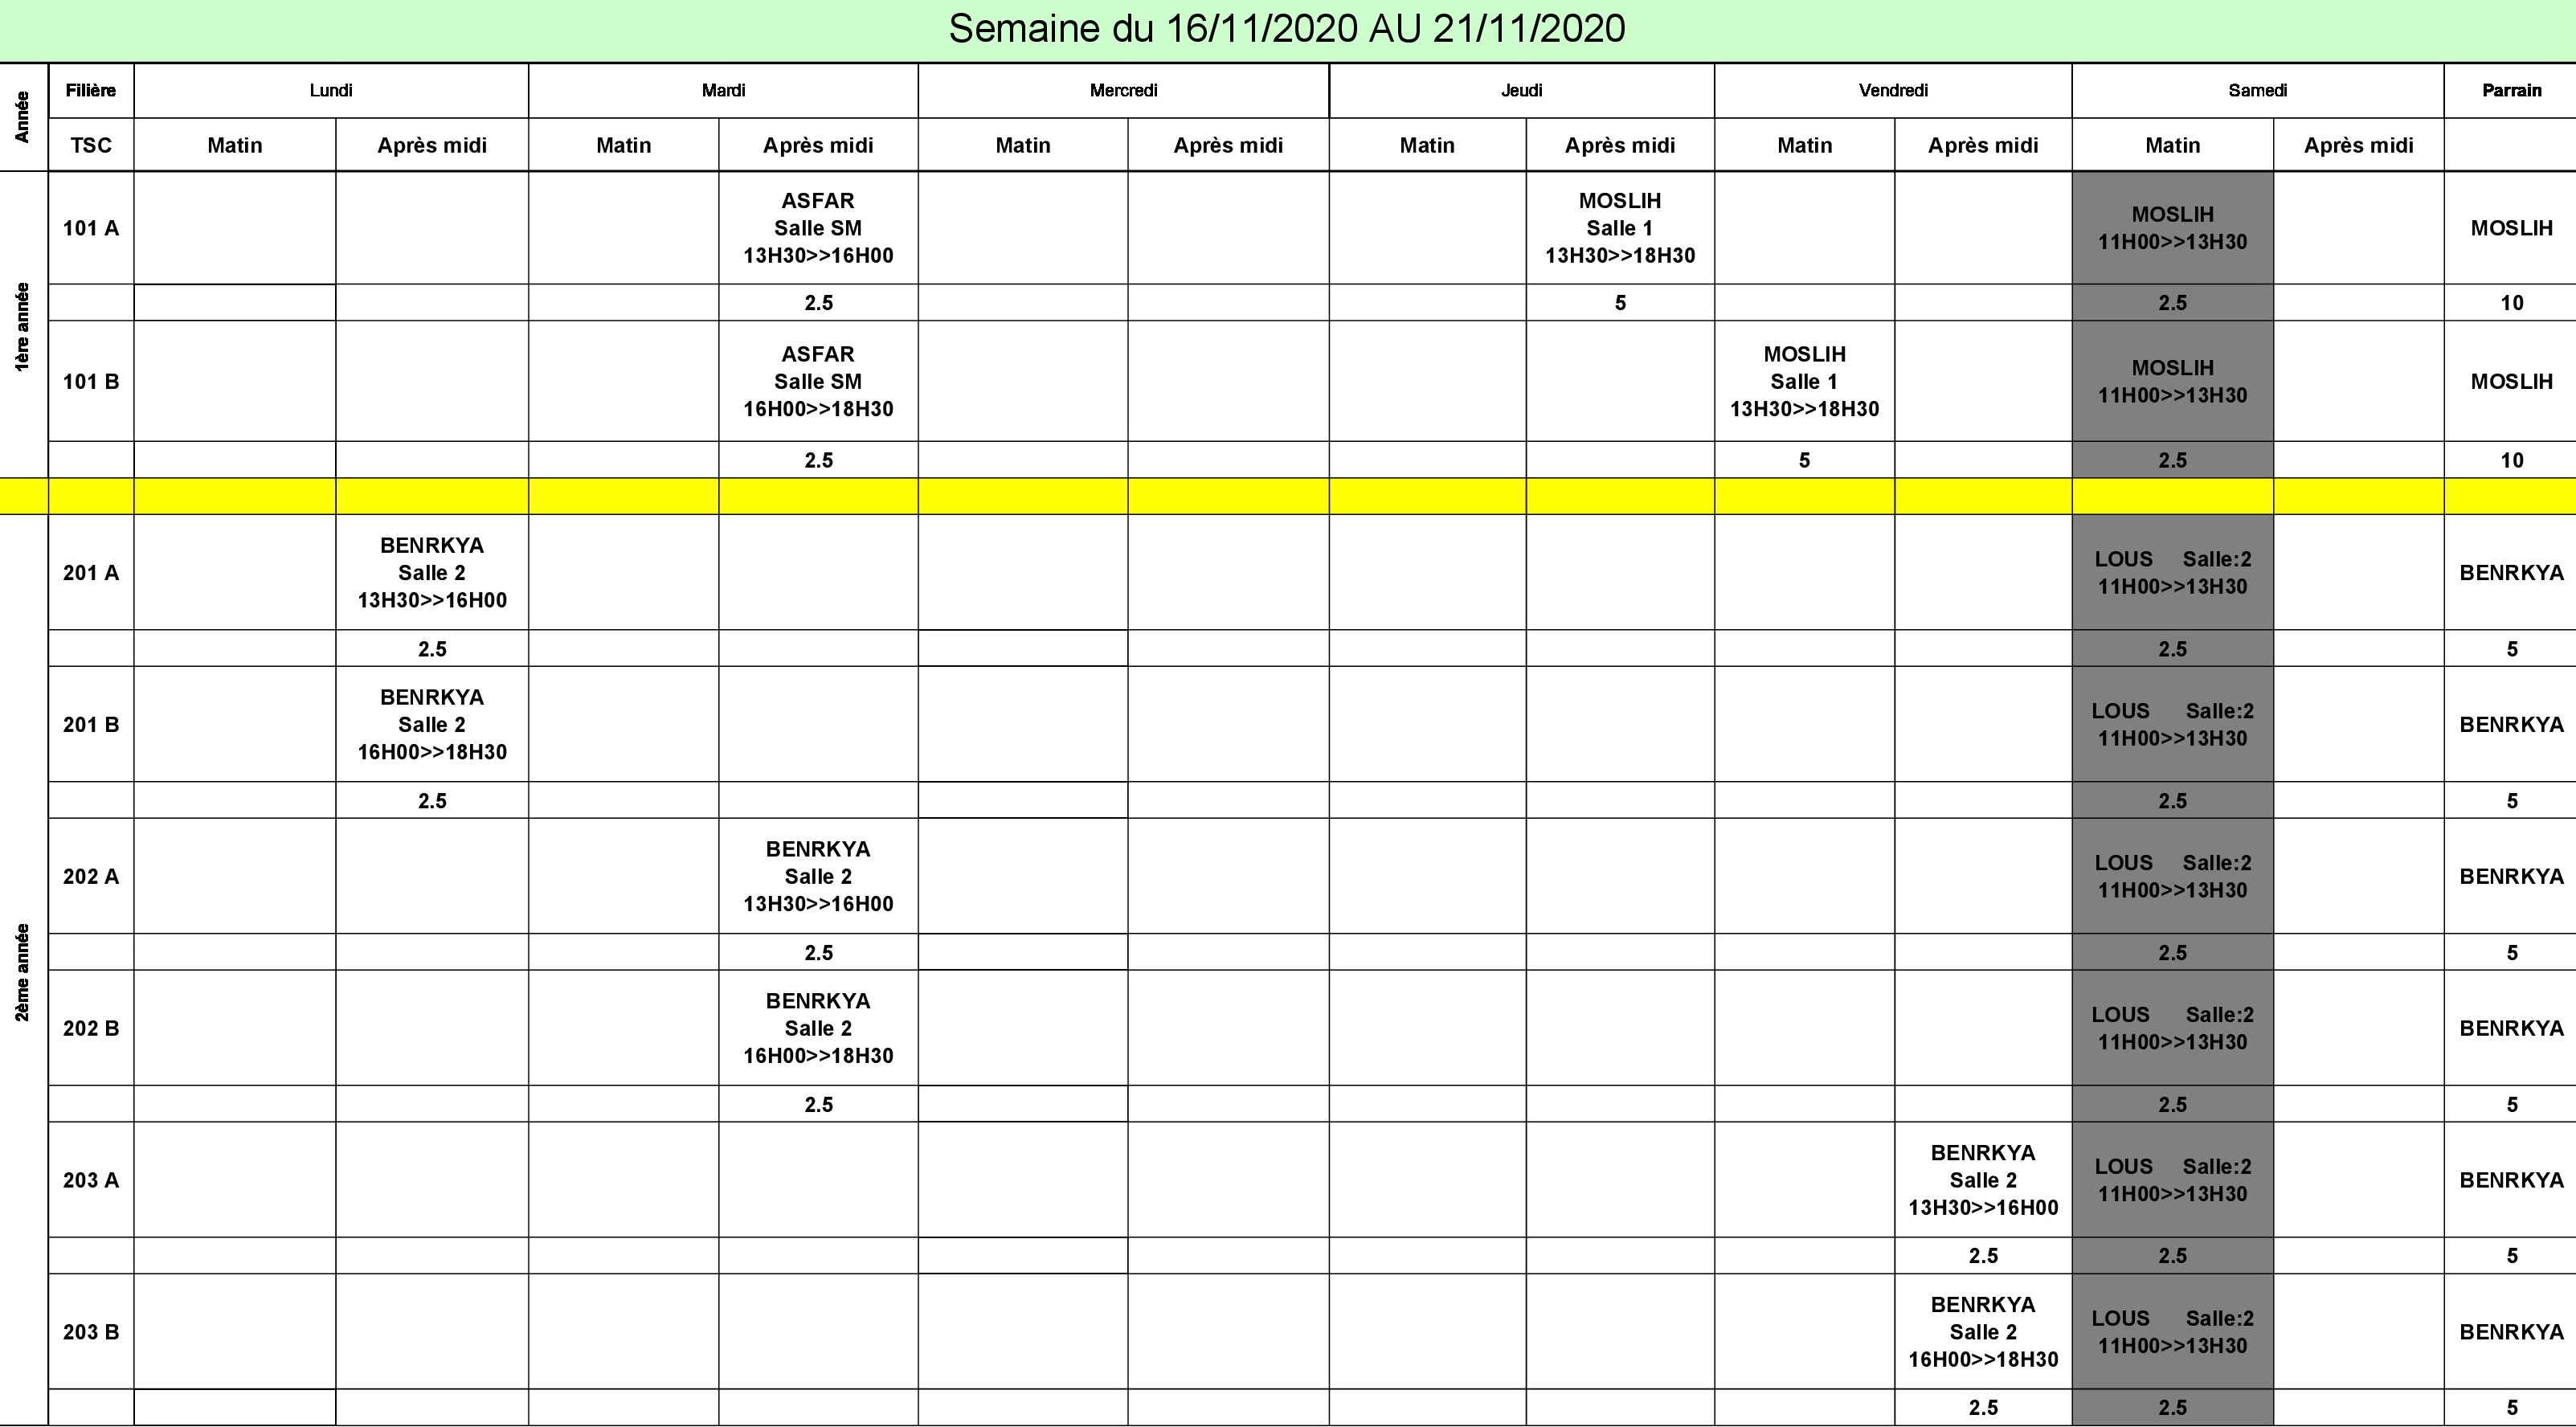 Semaine du 16/11/2020 AU 21/11/2020
Année Filière Lundi Mardi Mercredi Jeudi Vendredi Samedi Parrain
TSC Matin Après midi Matin Après midi Matin Après midi Matin Après midi Matin Après midi Matin Après midi
1ère année
101 A
ASFAR
Salle SM
13H30>>16H00
MOSLIH
Salle 1
13H30>>18H30
MOSLIH
11H00>>13H30
MOSLIH
2.5 5 2.5 10
101 B
ASFAR
Salle SM
16H00>>18H30
MOSLIH
Salle 1
13H30>>18H30
MOSLIH
11H00>>13H30
MOSLIH
2.5 5 2.5 10
2ème année
201 A
BENRKYA
Salle 2
13H30>>16H00
LOUS Salle:2
11H00>>13H30
BENRKYA
2.5 2.5 5
201 B
BENRKYA
Salle 2
16H00>>18H30
LOUS Salle:2
11H00>>13H30
BENRKYA
2.5 2.5 5
202 A
BENRKYA
Salle 2
13H30>>16H00
LOUS Salle:2
11H00>>13H30
BENRKYA
2.5 2.5 5
202 B
BENRKYA
Salle 2
16H00>>18H30
LOUS Salle:2
11H00>>13H30
BENRKYA
2.5 2.5 5
203 A
BENRKYA
Salle 2
13H30>>16H00
LOUS Salle:2
11H00>>13H30
BENRKYA
2.5 2.5 5
203 B
BENRKYA
Salle 2
16H00>>18H30
LOUS Salle:2
11H00>>13H30
BENRKYA
2.5 2.5 5